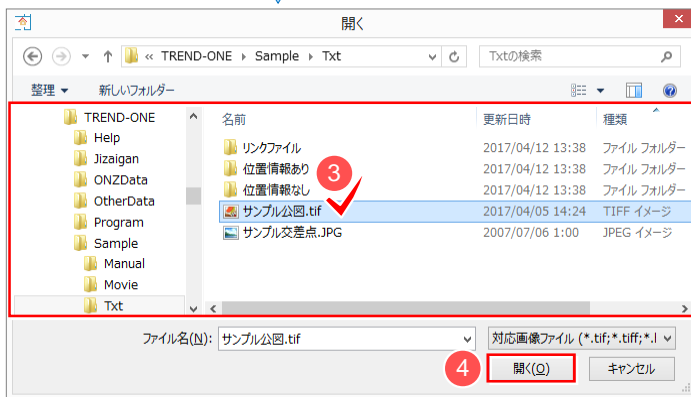 開く
« TREND-ONE › Sample › Txt
Txtの検索
整理 新しいフォルダー
TREND-ONE
Help
Jizaigan
ONZData
OtherData
Program
Sample
Manual
Movie
Txt
名前 更新日時 種類
リンクファイル 2017/04/12 13:38 ファイル フォルダー
位置情報あり 2017/04/12 13:38 ファイル フォルダー
3
位置情報なし 2017/04/12 13:38 ファイル フォルダー
サンプル公図.tif 2017/04/05 14:24 TIFF イメージ
サンプル交差点.JPG 2007/07/06 1:00 JPEG イメージ
ファイル名(N): サンプル公図.tif 対応画像ファイル (*.tif;*.tiff;*.
4 開く(O) キャンセル